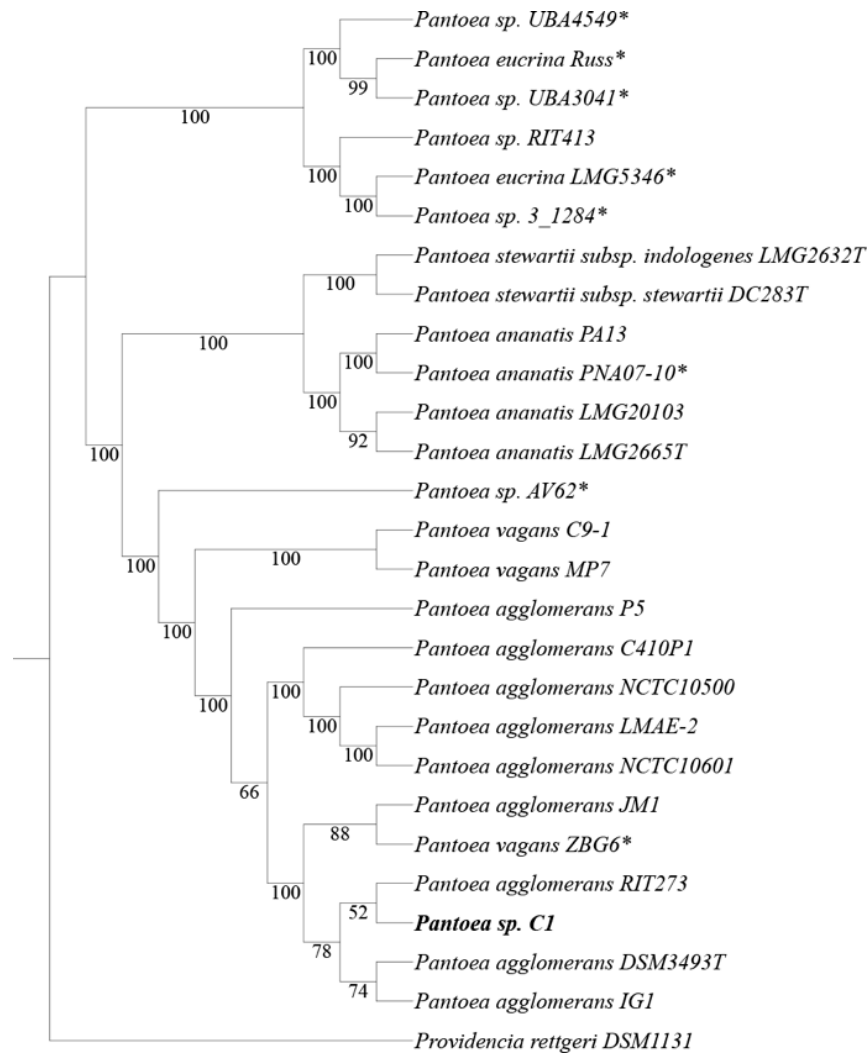 Pantoea sp. UBA4549*
100
Pantoea eucrina Russ*
99
Pantoea sp. UBA3041*
100
Pantoea sp. RIT413
100
Pantoea eucrina LMG5346*
100
Pantoea sp. 3_1284*
Pantoea stewartii subsp. indologenes LMG2632T
100
Pantoea stewartii subsp. stewartii DC283T
Pantoea ananatis PA13
100
100
Pantoea ananatis PNA07-10*
100
Pantoea ananatis LMG20103
92
Pantoea ananatis LMG2665T
100
Pantoea sp. AV62*
Pantoea vagans C9-1
100
100
Pantoea vagans MP7
Pantoea agglomerans P5
100
Pantoea agglomerans C410P1
100
Pantoea agglomerans NCTC10500
100
100
Pantoea agglomerans LMAE-2
100
Pantoea agglomerans NCTC10601
66
Pantoea agglomerans JM1
88
Pantoea vagans ZBG6*
Pantoea agglomerans RIT273
100
52
Pantoea sp. C1
78
Pantoea agglomerans DSM3493T
74
Pantoea agglomerans IG1
Providencia rettgeri DSM1131